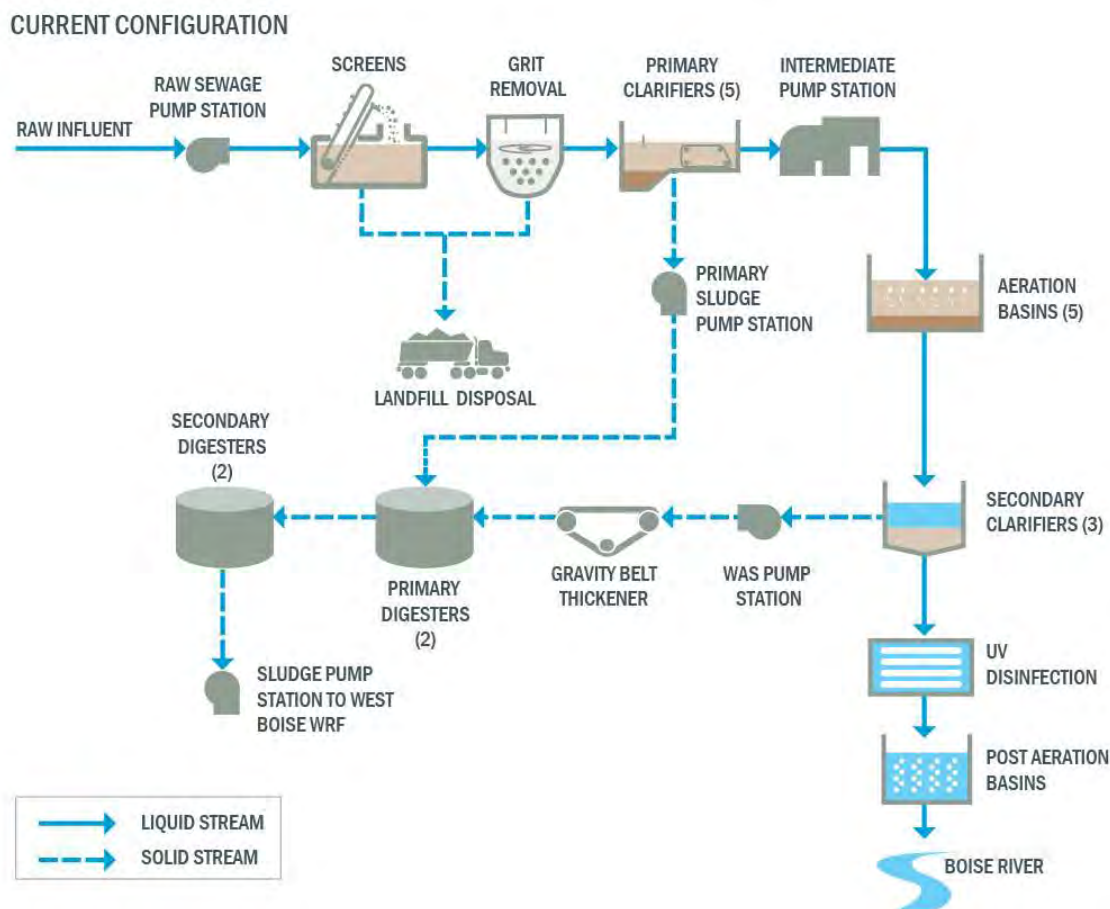 CURRENT CONFIGURATION
RAW INFLUENT
RAW SEWAGE
PUMP STATION
SCREENS
GRIT
REMOVAL
PRIMARY
CLARIFIERS (5)
INTERMEDIATE
PUMP STATION
AERATION
BASINS (5)
PRIMARY
SLUDGE
PUMP STATION
LANDFILL DISPOSAL
SECONDARY
DIGESTERS
(2)
PRIMARY
DIGESTERS
(2)
GRAVITY BELT
THICKENER
WAS PUMP
STATION
SECONDARY
CLARIFIERS (3)
SLUDGE PUMP
STATION TO WEST
BOISE WRF
UV
DISINFECTION
POST AERATION
BASINS
BOISE RIVER
LIQUID STREAM
SOLID STREAM